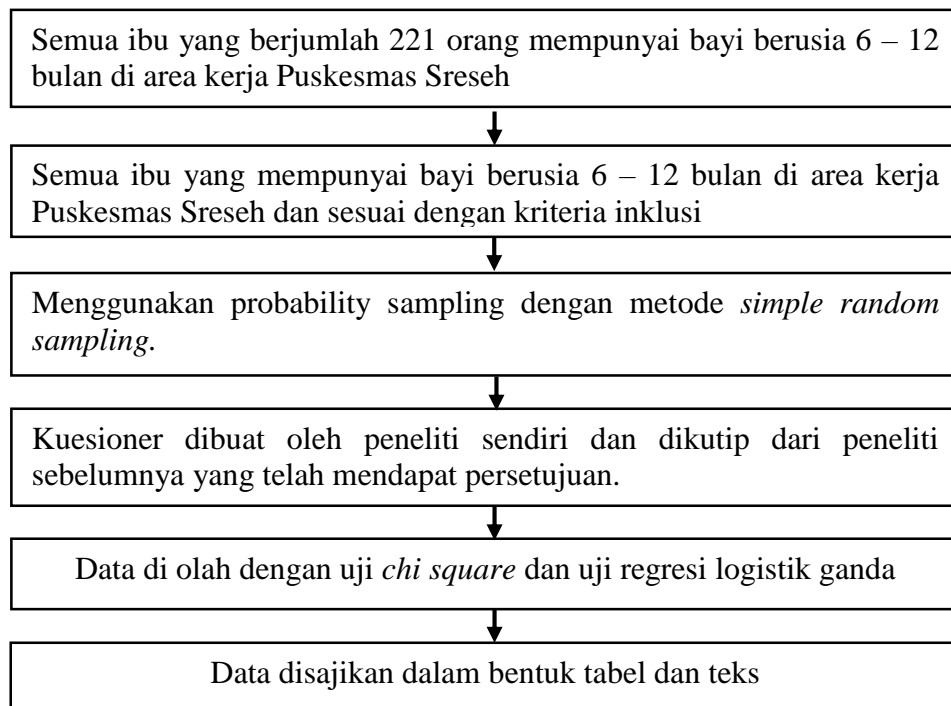 Semua ibu yang berjumlah 221 orang mempunyai bayi berusia 6 – 12
bulan di area kerja Puskesmas Sreseh
Semua ibu yang mempunyai bayi berusia 6 – 12 bulan di area kerja
Puskesmas Sreseh dan sesuai dengan kriteria inklusi
Menggunakan probability sampling dengan metode simple random
sampling.
Kuesioner dibuat oleh peneliti sendiri dan dikutip dari peneliti
sebelumnya yang telah mendapat persetujuan.
Data di olah dengan uji chi square dan uji regresi logistik ganda
Data disajikan dalam bentuk tabel dan teks